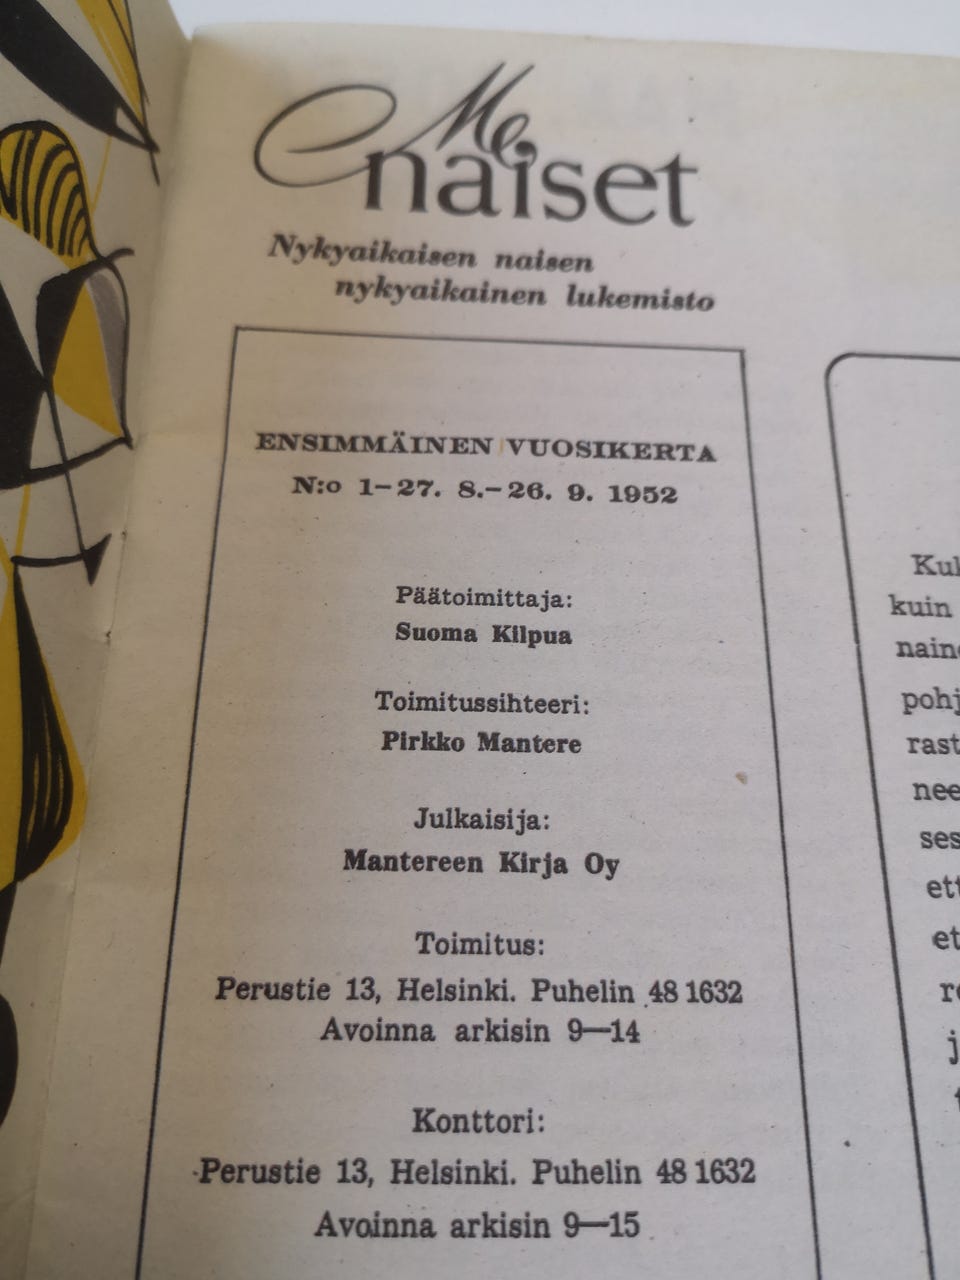 Me
naiset
Nykyaikaisen naisen
nykyaikainen lukemisto
ENSIMMÄINEN VUOSIKERTA
N:o 1–27. 8.–26. 9. 1952
Päätoimittaja:
Suoma Kilpua
Toimitussihteeri:
Pirkko Mantere
Julkaisija:
Mantereen Kirja Oy
Toimitus:
Perustie 13, Helsinki. Puhelin 48 1632
Avoinna arkisin 9—14
Konttori:
Perustie 13, Helsinki. Puhelin 48 1632
Avoinna arkisin 9—15
kuin